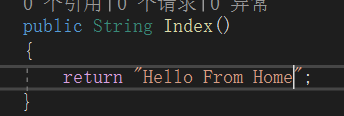 0 个引用|0 个请求|0 异常
public String Index()
{
return "Hello From Home";
}